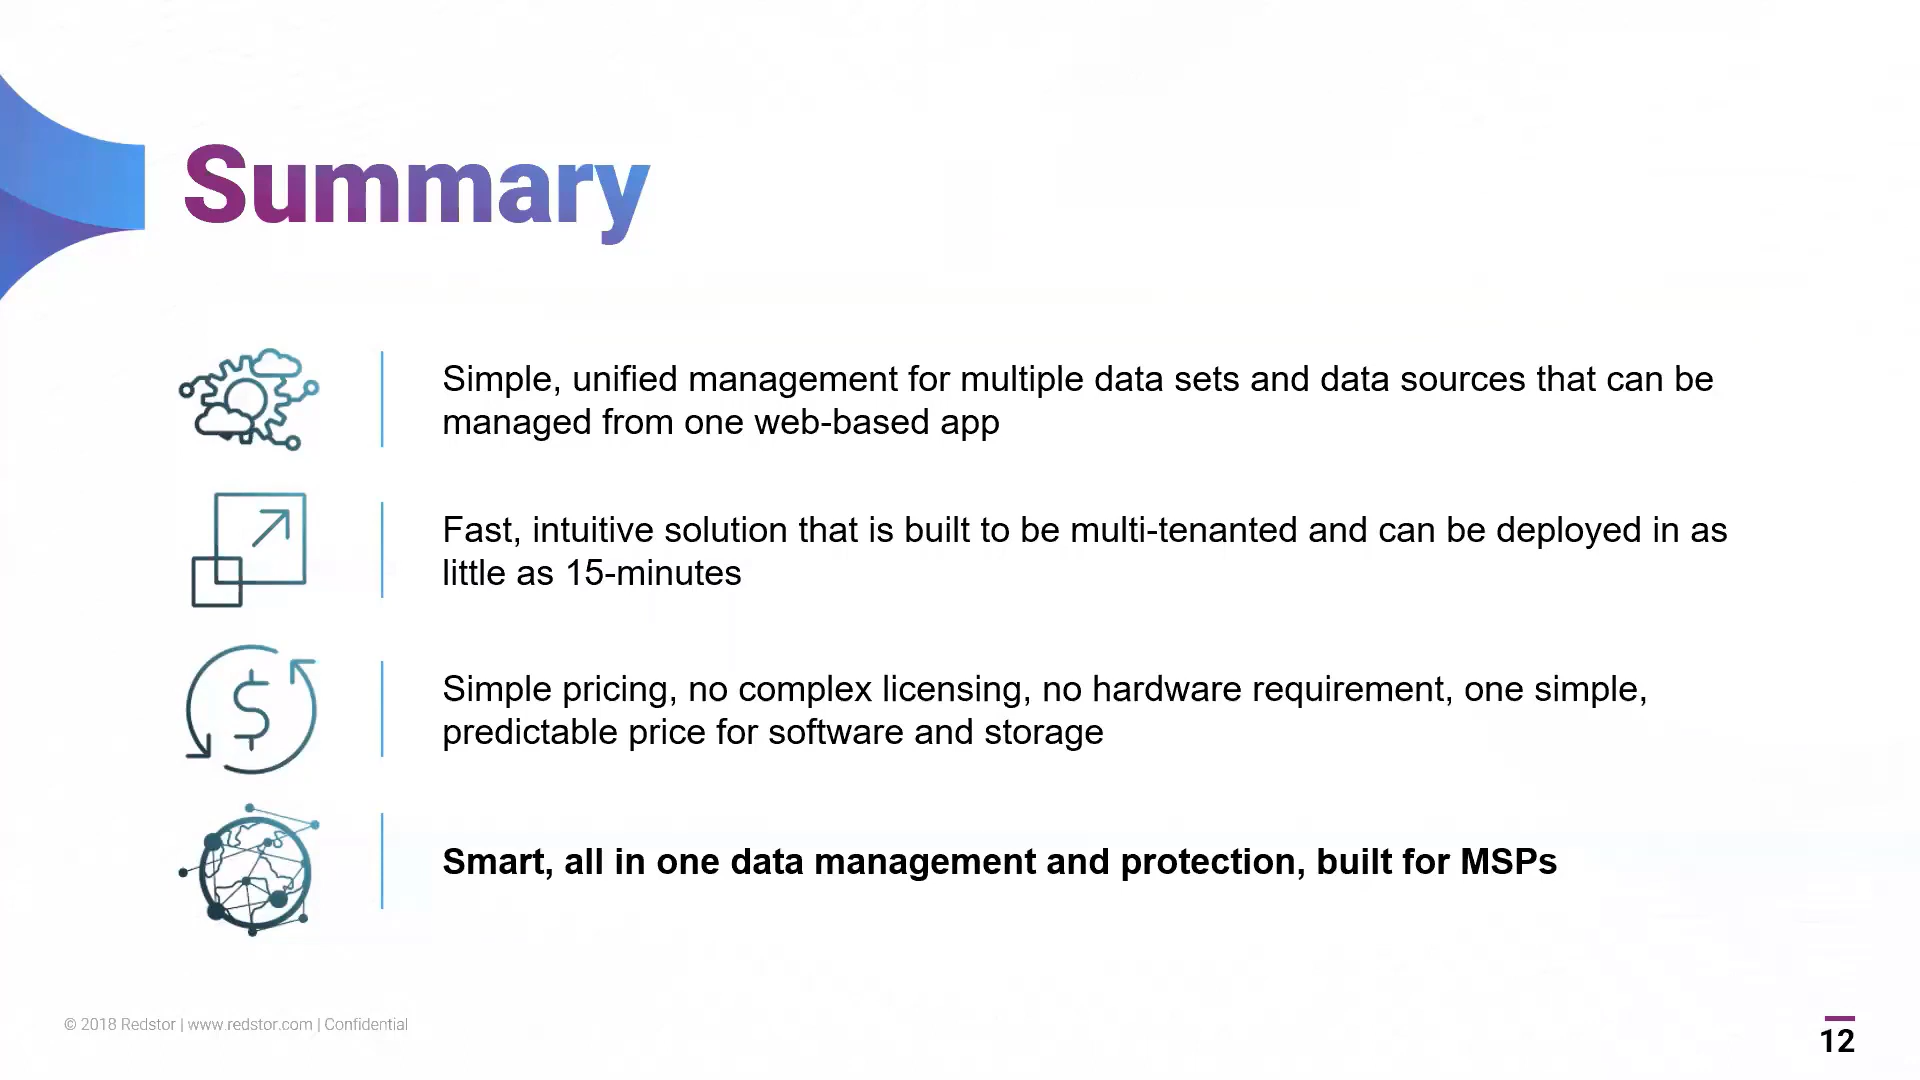 Summary
Simple, unified management for multiple data sets and data sources that can be
managed from one web-based app
Fast, intuitive solution that is built to be multi-tenanted and can be deployed in as
little as 15-minutes
Simple pricing, no complex licensing, no hardware requirement, one simple,
predictable price for software and storage
Smart, all in one data management and protection, built for MSPs
© 2018 Redstor | www.redstor.com | Confidential
12